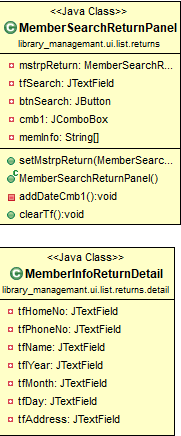 <<Java Class>>
MemberSearchReturnPanel
library_managemant.ui.list.returns
mstrpReturn: MemberSearchR...
tfSearch: JTextField
btnSearch: JButton
cmb1: JComboBox
memInfo: String[]
setMstrpReturn(MemberSearc...
MemberSearchReturnPanel()
addDateCmb1():void
clearTf():void
<<Java Class>>
MemberInfoReturnDetail
library_managemant.ui.list.returns.detail
tfHomeNo: JTextField
tfPhoneNo: JTextField
tfName: JTextField
tfIYear: JTextField
tfMonth: JTextField
tfDay: JTextField
tfAddress: JTextField